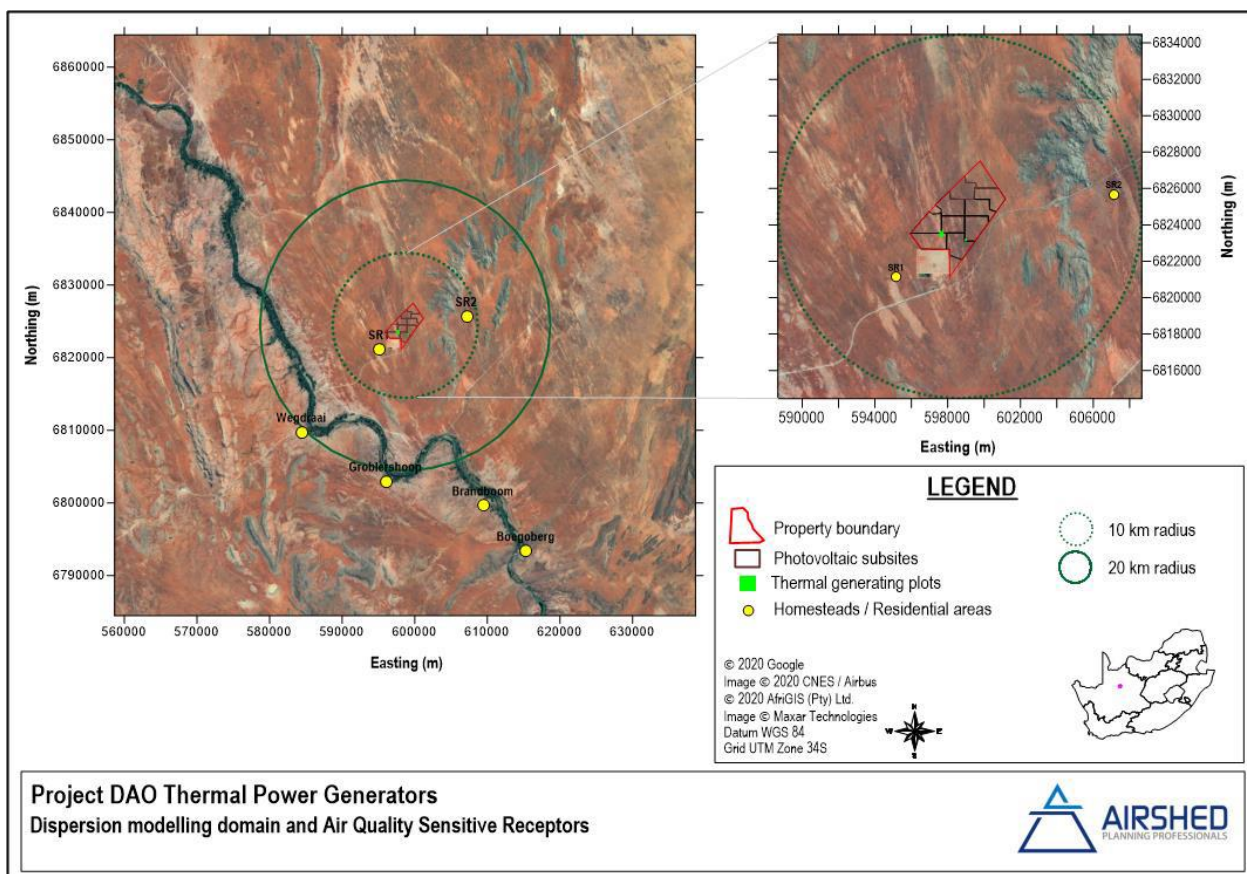 6860000
6850000
6840000
6830000
6820000
6810000
6800000
6790000
Northing (m)
560000 570000 580000 590000 600000 610000 620000 630000
Easting (m)
SR
SR2
Wegdraai
Groblershoop
Brandboom
Boegoberg
6834000
6832000
6830000
6828000
6826000
6824000
6822000
6820000
6818000
6816000
Northing (m)
590000 594000 598000 602000 606000
Easting (m)
SR1
SR2
LEGEND
Property boundary
Photovoltaic subsites
Thermal generating plots
Homesteads / Residential areas
10 km radius
20 km radius
© 2020 Google
Image © 2020 CNES / Airbus
© 2020 AfriGIS (Pty) Ltd.
Image © Maxar Technologies
Datum WGS 84
Grid UTM Zone 34S
N
W E
S
Project DAO Thermal Power Generators
Dispersion modelling domain and Air Quality Sensitive Receptors
AIRSHED
PLANNING PROFESSIONALS